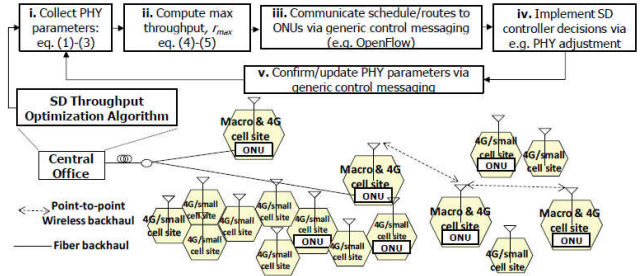 i. Collect PHY
parameters:
eq. (1)-(3)
ii. Compute max
throughput, rmax
eq. (4)-(5)
iii. Communicate schedule/routes to
ONUs via generic control messaging
(e.g. OpenFlow)
iv. Implement SD
controller decisions via
e.g. PHY adjustment
v. Confirm/update PHY parameters via
generic control messaging
SD Throughput
Optimization Algorithm
Central
Office
Macro & 4G
cell site
ONU
Macro & 4G
cell site
ONU
4G/small
cell site
ONU
4G/small
cell site
Macro & 4G
cell site
ONU
Macro & 4G
cell site
ONU
4G/small
cell site
Point-to-point
Wireless backhaul
Fiber backhaul
4G/small
cell site
4G/small
cell site
4G/small
cell site
4G/small
cell site
4G/small
cell site
4G/small
cell site
4G/small
cell site
ONU
4G/small
cell site
4G/small
cell site
ONU